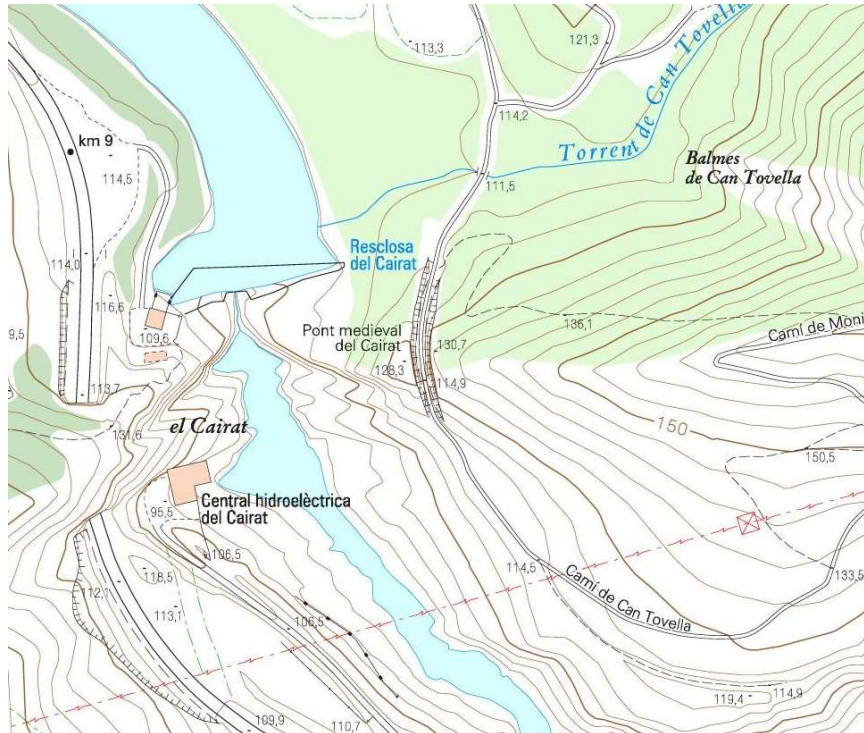 113,3
121,3
Torrent de Can Tovella
km 9
114,2
114,5
Balmes
de Can Tovella
111,5
Resclosa
del Cairat
114,0
116,6
109,6
Pont medieval
del Cairat
130,7
136,1
Camí de Moni
9,5
128,3
114,9
113,7
131,6
el Cairat
150
150,5
Central hidroelèctrica
del Cairat
95,5
106,5
118,5
112,1
113,1
106,5
114,5
Camí de Can Tovella
133,5
119,4
114,9
109,9
110,7